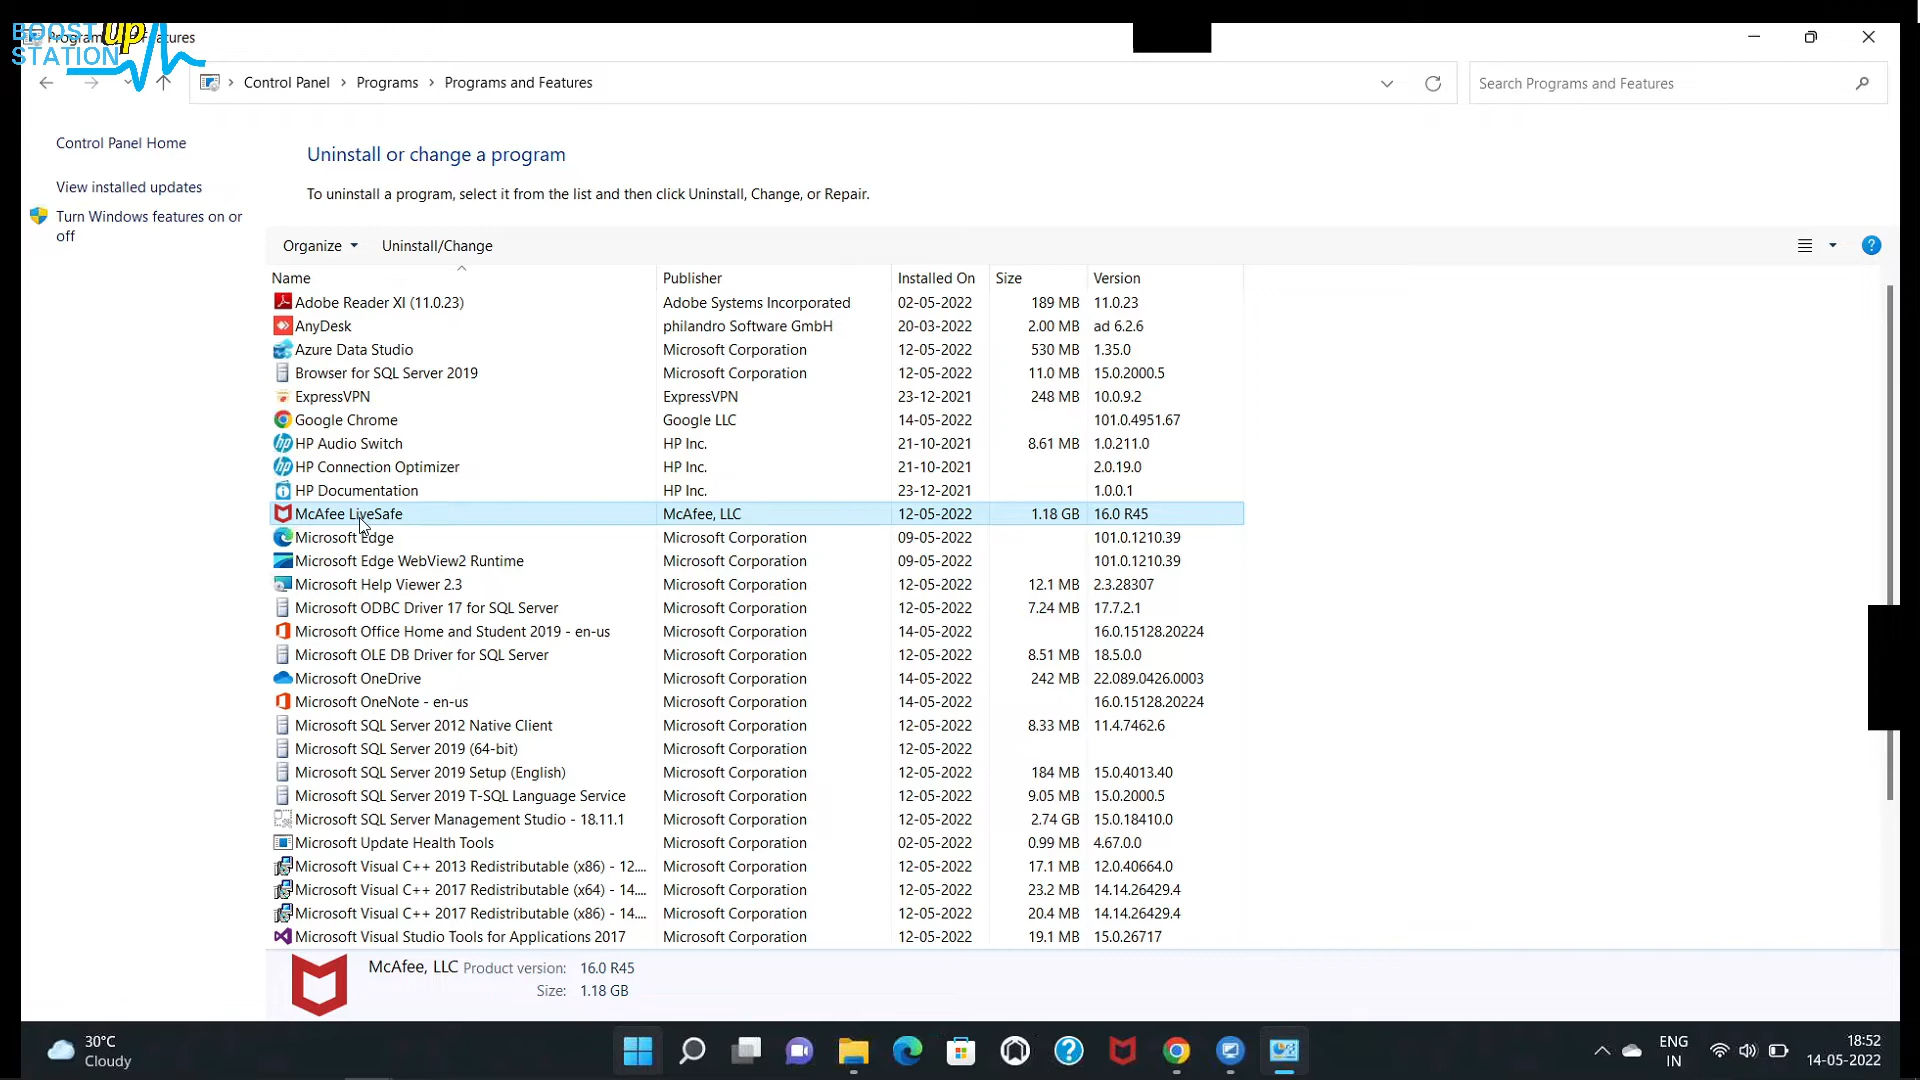 BOOST up
STATION
Control Panel > Programs > Programs and Features
Search Programs and Features
Control Panel Home
View installed updates
Turn Windows features on or
off
Uninstall or change a program
To uninstall a program, select it from the list and then click Uninstall, Change, or Repair.
Organize Uninstall/Change
Name Publisher Installed On Size Version
Adobe Reader XI (11.0.23) Adobe Systems Incorporated 02-05-2022 189 MB 11.0.23
AnyDesk philandro Software GmbH 20-03-2022 2.00 MB ad 6.2.6
Azure Data Studio Microsoft Corporation 12-05-2022 530 MB 1.35.0
Browser for SQL Server 2019 Microsoft Corporation 12-05-2022 11.0 MB 15.0.2000.5
ExpressVPN ExpressVPN 23-12-2021 248 MB 10.0.9.2
Google Chrome Google LLC 14-05-2022 101.0.4951.67
HP Audio Switch HP Inc. 21-10-2021 8.61 MB 1.0.211.0
HP Connection Optimizer HP Inc. 21-10-2021 2.0.19.0
HP Documentation HP Inc. 23-12-2021 1.0.0.1
McAfee LiveSafe McAfee, LLC 12-05-2022 1.18 GB 16.0 R45
Microsoft Edge Microsoft Corporation 09-05-2022 101.0.1210.39
Microsoft Edge WebView2 Runtime Microsoft Corporation 09-05-2022 101.0.1210.39
Microsoft Help Viewer 2.3 Microsoft Corporation 12-05-2022 12.1 MB 2.3.28307
Microsoft ODBC Driver 17 for SQL Server Microsoft Corporation 12-05-2022 7.24 MB 17.7.2.1
Microsoft Office Home and Student 2019 - en-us Microsoft Corporation 14-05-2022 16.0.15128.20224
Microsoft OLE DB Driver for SQL Server Microsoft Corporation 12-05-2022 8.51 MB 18.5.0.0
Microsoft OneDrive Microsoft Corporation 14-05-2022 242 MB 22.089.0426.0003
Microsoft OneNote - en-us Microsoft Corporation 14-05-2022 16.0.15128.20224
Microsoft SQL Server 2012 Native Client Microsoft Corporation 12-05-2022 8.33 MB 11.4.7462.6
Microsoft SQL Server 2019 (64-bit) Microsoft Corporation 12-05-2022
Microsoft SQL Server 2019 Setup (English) Microsoft Corporation 12-05-2022 184 MB 15.0.4013.40
Microsoft SQL Server 2019 T-SQL Language Service Microsoft Corporation 12-05-2022 9.05 MB 15.0.2000.5
Microsoft SQL Server Management Studio - 18.11.1 Microsoft Corporation 12-05-2022 2.74 GB 15.0.18410.0
Microsoft Update Health Tools Microsoft Corporation 02-05-2022 0.99 MB 4.67.0.0
Microsoft Visual C++ 2013 Redistributable (x86) - 12.... Microsoft Corporation 12-05-2022 17.1 MB 12.0.40664.0
Microsoft Visual C++ 2017 Redistributable (x64) - 14.... Microsoft Corporation 12-05-2022 23.2 MB 14.14.26429.4
Microsoft Visual C++ 2017 Redistributable (x86) - 14.... Microsoft Corporation 12-05-2022 20.4 MB 14.14.26429.4
Microsoft Visual Studio Tools for Applications 2017 Microsoft Corporation 12-05-2022 19.1 MB 15.0.26717
McAfee, LLC Product version: 16.0 R45
Size: 1.18 GB
30°C
Cloudy
ENG
IN
18:52
14-05-2022